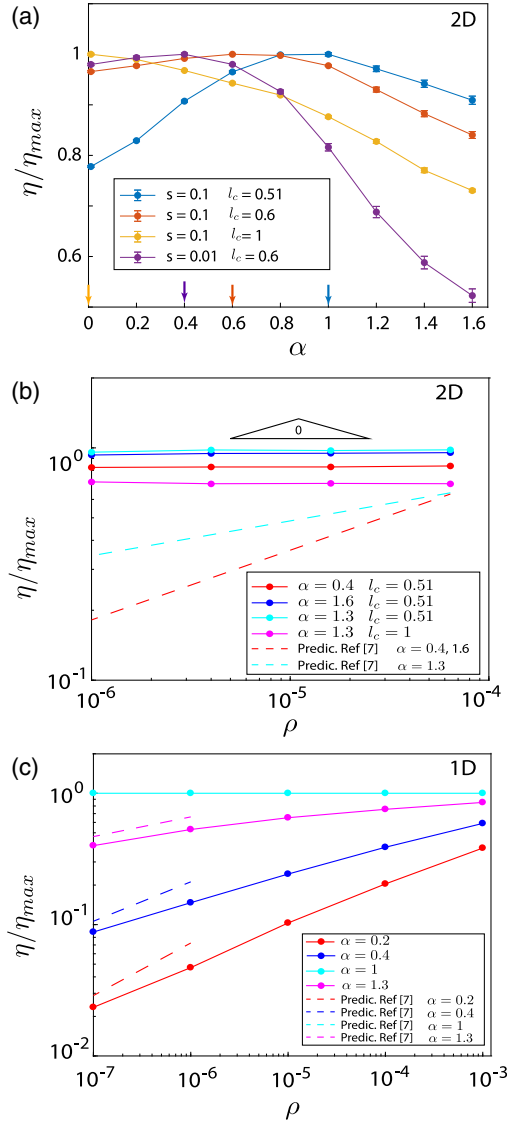 (a)
2D
η/ηmax
1
0.8
0.6
s = 0.1 lc = 0.51
s = 0.1 lc = 0.6
s = 0.1 lc = 1
s = 0.01 lc = 0.6
0 0.2 0.4 0.6 0.8 1 1.2 1.4 1.6
α
(b)
2D
0
η/ηmax
10^0
10^-1
α = 0.4 lc = 0.51
α = 1.6 lc = 0.51
α = 1.3 lc = 0.51
α = 1.3 lc = 1
Predic. Ref [7] α = 0.4, 1.6
Predic. Ref [7] α = 1.3
10^-6 10^-5 10^-4
ρ
(c)
1D
η/ηmax
10^0
10^-1
10^-2
α = 0.2
α = 0.4
α = 1
α = 1.3
Predic. Ref [7] α = 0.2
Predic. Ref [7] α = 0.4
Predic. Ref [7] α = 1
Predic. Ref [7] α = 1.3
10^-7 10^-6 10^-5 10^-4 10^-3
ρ